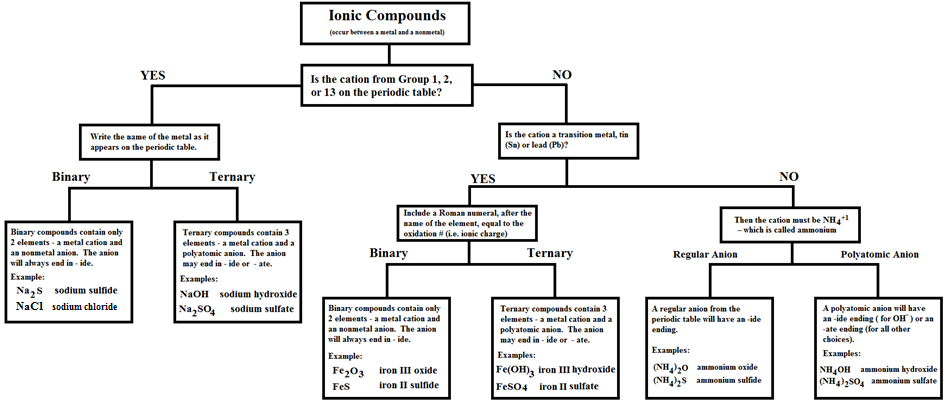 Ionic Compounds
(occur between a metal and a nonmetal)
YES
NO
Is the cation from Group 1, 2,
or 13 on the periodic table?
Write the name of the metal as it
appears on the periodic table.
Is the cation a transition metal, tin
(Sn) or lead (Pb)?
Binary
Ternary
YES
NO
Binary compounds contain only
2 elements - a metal cation and
an nonmetal anion. The anion
will always end in - ide.
Example:
Na₂S sodium sulfide
NaCl sodium chloride
Ternary compounds contain 3
elements - a metal cation and a
polyatomic anion. The anion
may end in - ide or - ate.
Examples:
NaOH sodium hydroxide
Na₂SO₄ sodium sulfate
Include a Roman numeral, after the
name of the element, equal to the
oxidation # (i.e. ionic charge)
Then the cation must be NH₄⁺¹
– which is called ammonium
Binary
Ternary
Regular Anion
Polyatomic Anion
Binary compounds contain only
2 elements - a metal cation and
an nonmetal anion. The anion
will always end in - ide.
Example:
Fe₂O₃ iron III oxide
FeS iron II sulfide
Ternary compounds contain 3
elements - a metal cation and a
polyatomic anion. The anion
may end in - ide or - ate.
Example:
Fe(OH)₃ iron III hydroxide
FeSO₄ iron II sulfate
A regular anion from the
periodic table will have an -ide
ending.
Examples:
(NH₄)₂O ammonium oxide
(NH₄)₂S ammonium sulfide
A polyatomic anion will have
an -ide ending ( for OH⁻ ) or an
-ate ending (for all other
choices).
Examples:
NH₄OH ammonium hydroxide
(NH₄)₂SO₄ ammonium sulfate